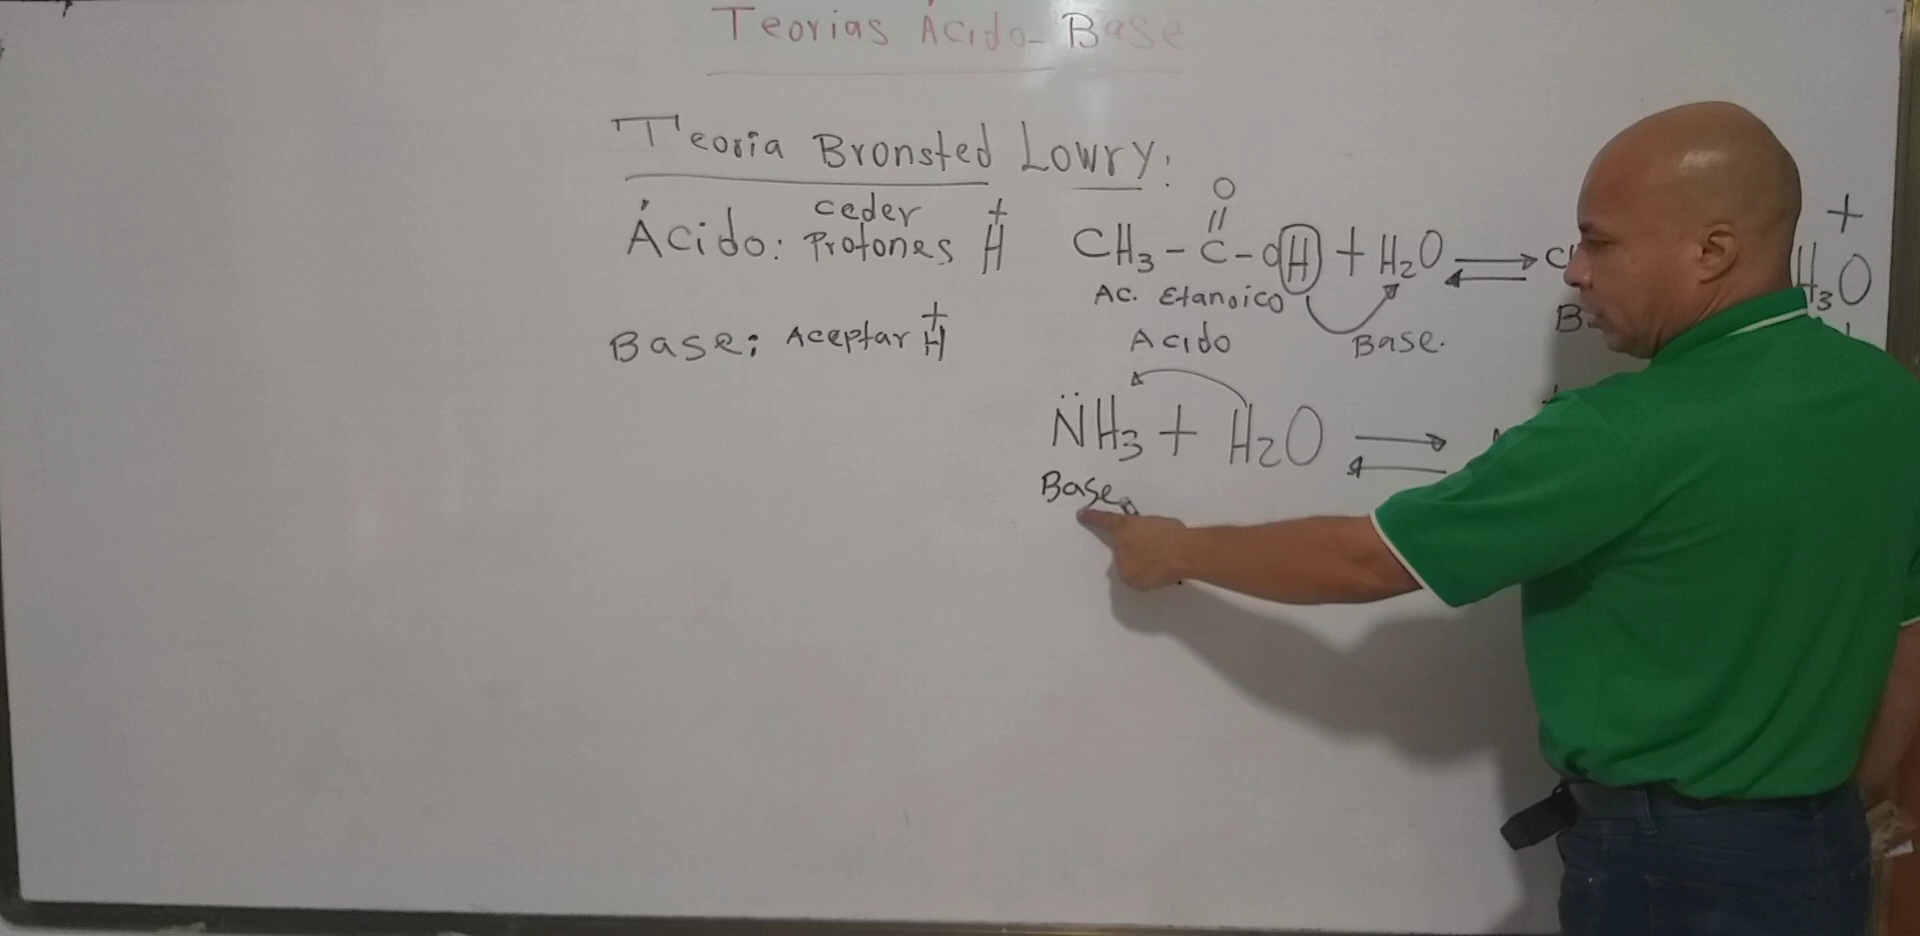 Teorias Ácido-Base
Teoria Bronsted Lowry:
Ácido: ceder Protones H+
Base: Aceptar H+
O
||
CH3-C-OH + H2O ⇌ H3O+
Ac. Etanoico
Acido Base.
N̈H3 + H2O ⇌
Base